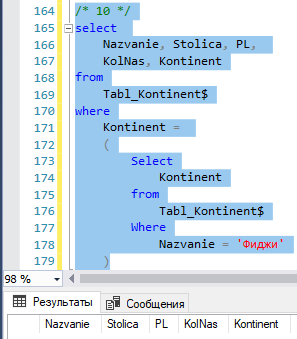 164 /* 10 */
165 select
166 Nazvanie, Stolica, PL,
167 KolNas, Kontinent
168 from
169 Tabl_Kontinent$
170 where
171 Kontinent =
172 (
173 Select
174 Kontinent
175 from
176 Tabl_Kontinent$
177 Where
178 Nazvanie = 'Фиджи'
179 )
98 %
Результаты Сообщения
Nazvanie Stolica PL KolNas Kontinent